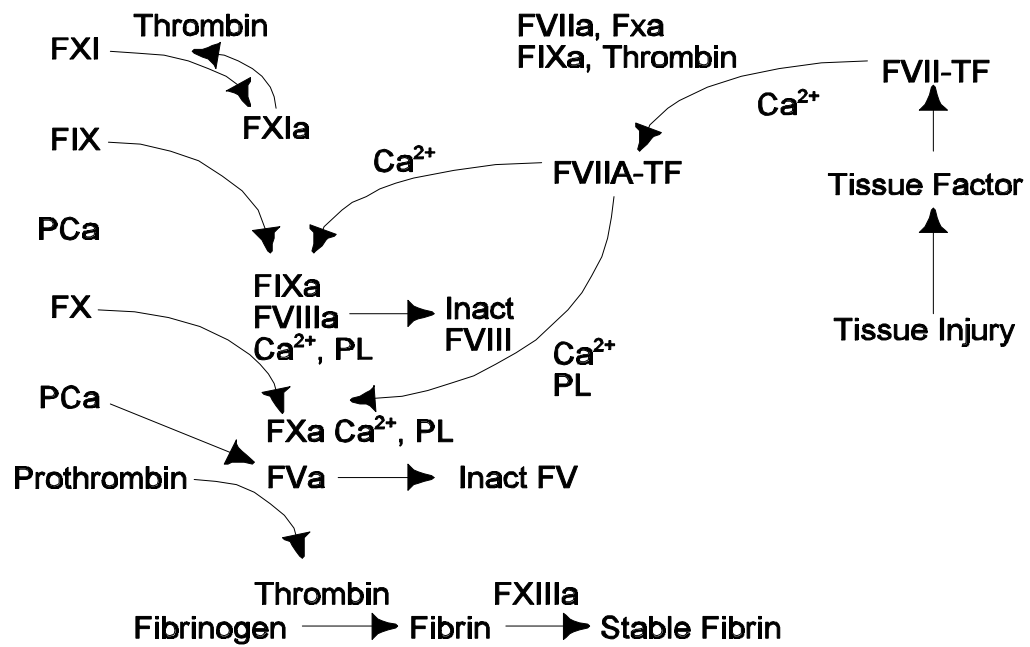 Thrombin
FVIIa, Fxa
FXI
FIXa, Thrombin
FVII-TF
Ca²⁺
FXIa
FIX
Ca²⁺
FVIIA-TF
Tissue Factor
PCa
FIXa
FX
FVIIIa
Inact
FVIII
Tissue Injury
Ca²⁺, PL
Ca²⁺
PL
PCa
FXa Ca²⁺, PL
Prothrombin
FVa
Inact FV
Thrombin
FXIIIa
Fibrinogen
Fibrin
Stable Fibrin